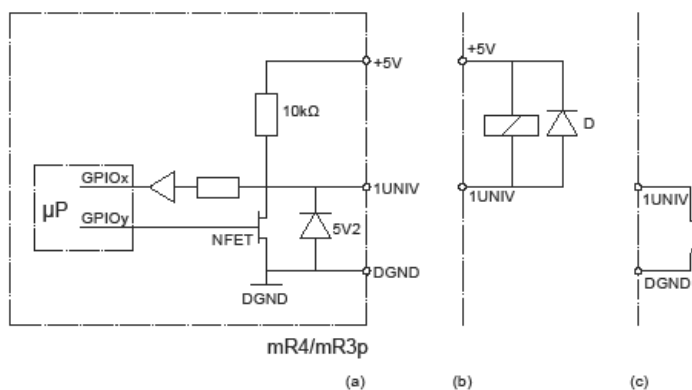 +5V
10kΩ
GPIOx
1UNIV
µP
GPIOy
NFET
5V2
DGND
DGND
mR4/mR3p
(a)
+5V
D
1UNIV
(b)
1UNIV
DGND
(c)